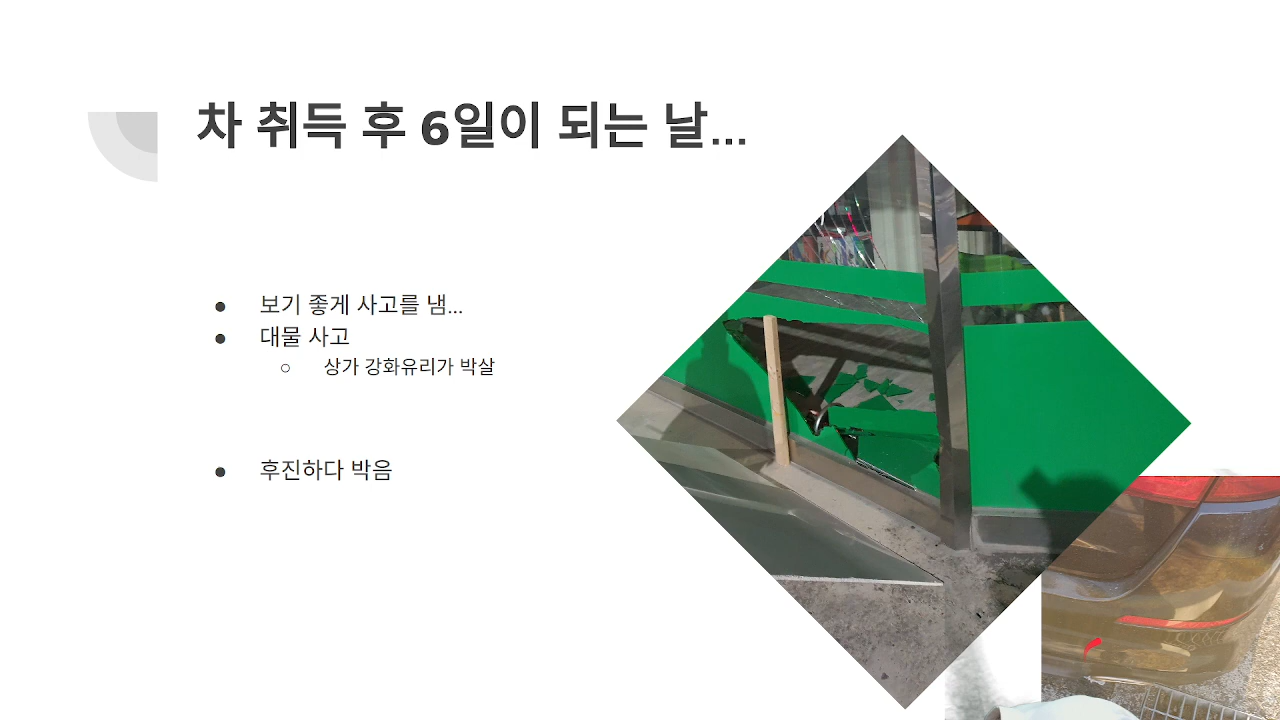 차 취득 후 6일이 되는 날...
● 보기 좋게 사고를 냄...
● 대물 사고
○ 상가 강화유리가 박살
● 후진하다 박음